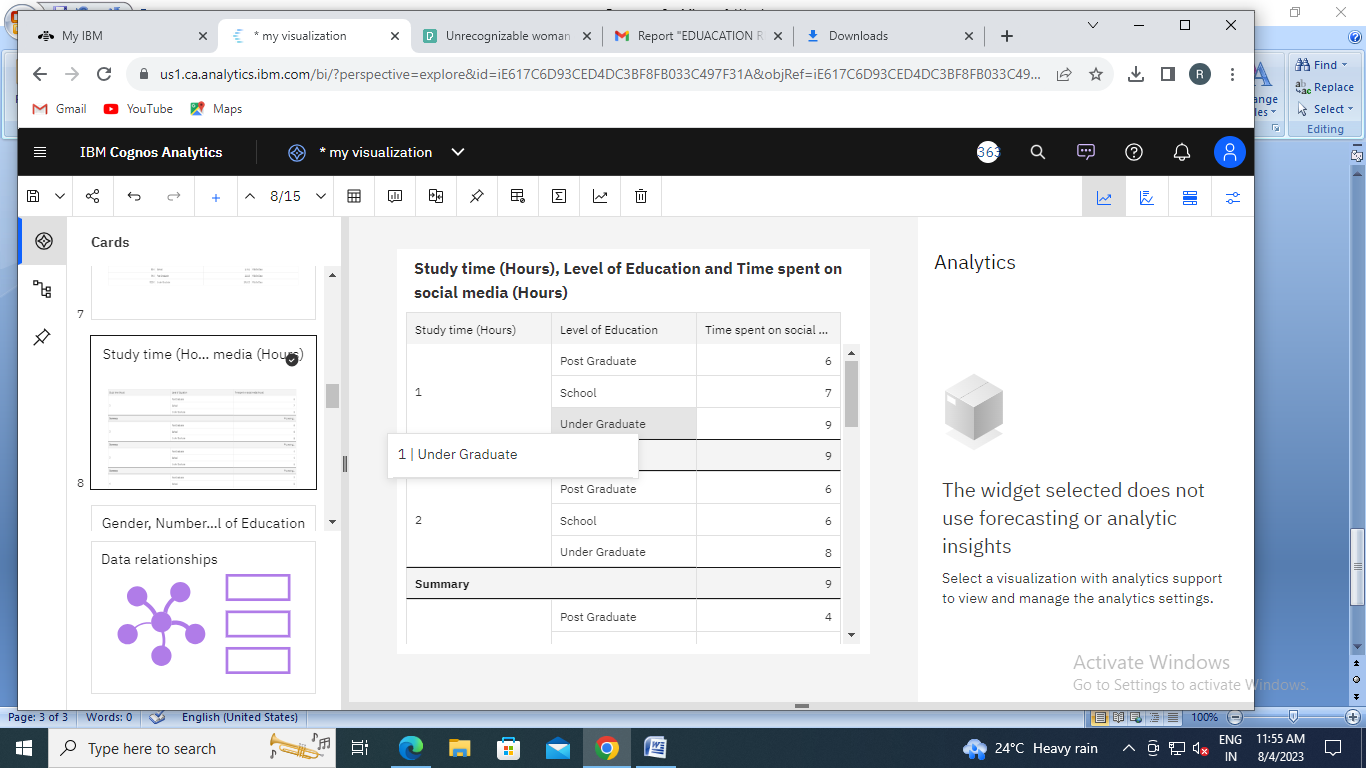 My IBM
* my visualization
Unrecognizable woman
Report "EDUACATION R
Downloads
us1.ca.analytics.ibm.com/bi/?perspective=explore&id=iE617C6D93CED4DC3BF8FB033C497F31A&objRef=iE617C6D93CED4DC3BF8FB033C49...
R
Gmail
YouTube
Maps
Find
Replace
Select
Editing
IBM Cognos Analytics
* my visualization
363
8/15
Cards
7
Study time (Ho... media (Hours)
8
Gender, Number...l of Education
Data relationships
Study time (Hours), Level of Education and Time spent on
social media (Hours)
Study time (Hours) Level of Education Time spent on social ...
Post Graduate 6
1 School 7
Under Graduate 9
9
1 | Under Graduate
Post Graduate 6
2 School 6
Under Graduate 8
Summary 9
Post Graduate 4
Analytics
The widget selected does not
use forecasting or analytic
insights
Select a visualization with analytics support
to view and manage the analytics settings.
Activate Windows
Go to Settings to activate Windows.
Page: 3 of 3 Words: 0 English (United States) 100%
Type here to search
24°C Heavy rain
ENG
IN
11:55 AM
8/4/2023